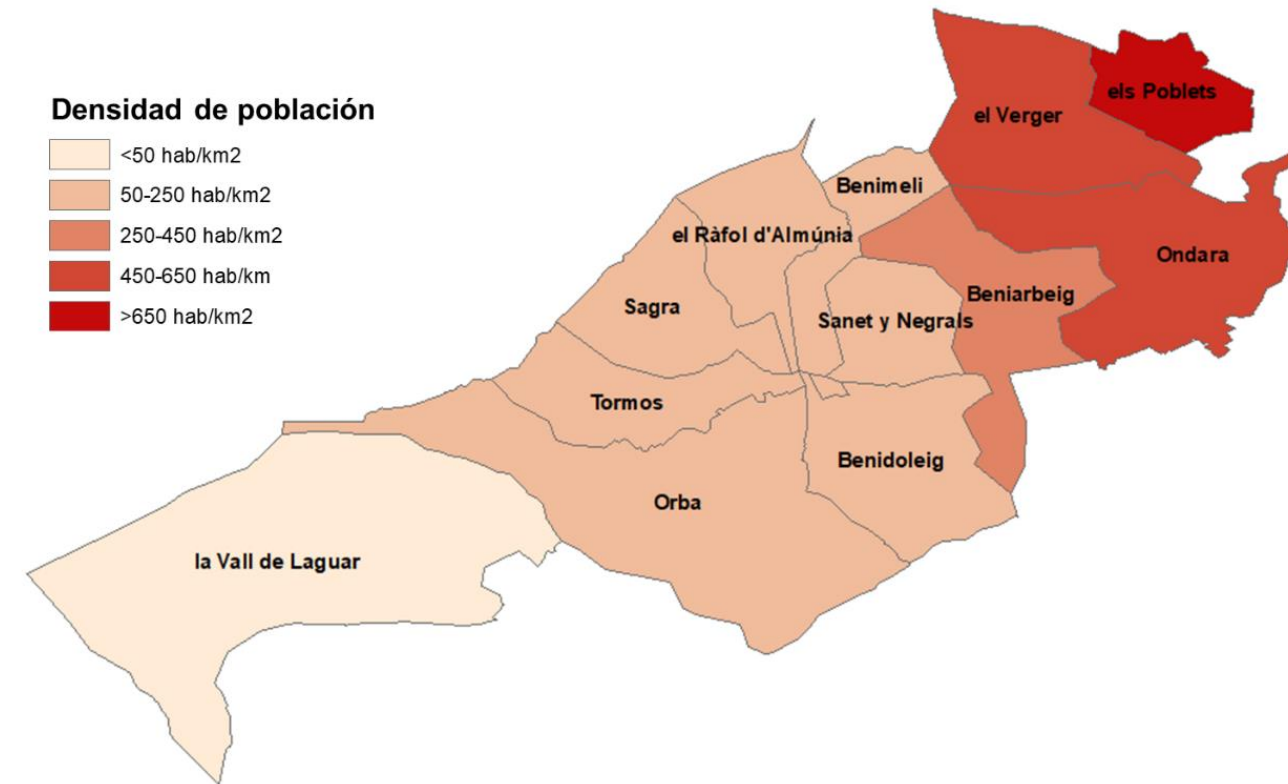 Densidad de población
<50 hab/km2
50-250 hab/km2
250-450 hab/km2
450-650 hab/km
>650 hab/km2
els Poblets
el Verger
Benimeli
el Ràfol d'Almúnia
Ondara
Beniarbeig
Sagra
Sanet y Negrals
Tormos
Benidoleig
Orba
la Vall de Laguar